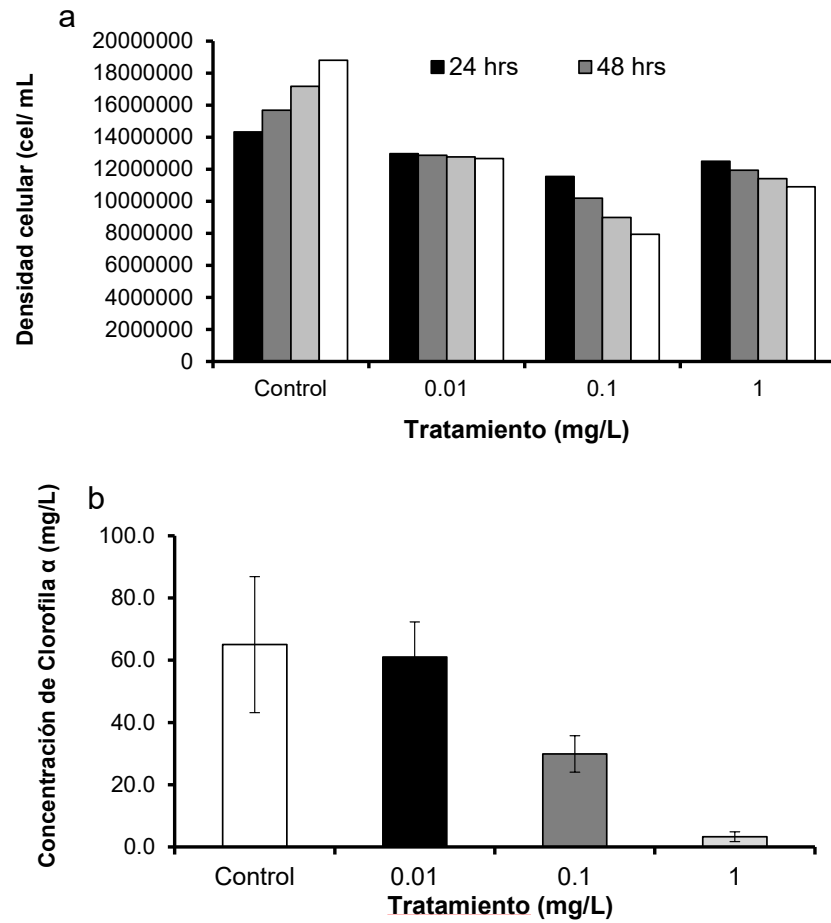 a
Densidad celular (cel/ mL
20000000
18000000
16000000
14000000
12000000
10000000
8000000
6000000
4000000
2000000
0
24 hrs 48 hrs
Control 0.01 0.1 1
Tratamiento (mg/L)
b
Concentración de Clorofila α (mg/L)
100.0
80.0
60.0
40.0
20.0
0.0
Control 0.01 0.1 1
Tratamiento (mg/L)